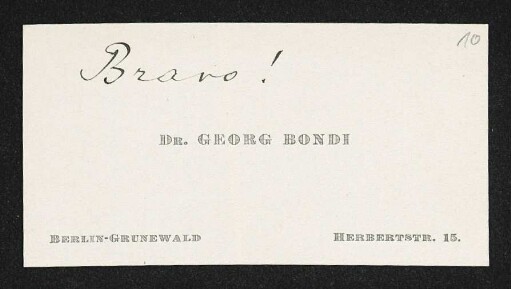 10
Bravo!
DR. GEORG BONDI
BERLIN-GRUNEWALD
HERBERTSTR. 15.